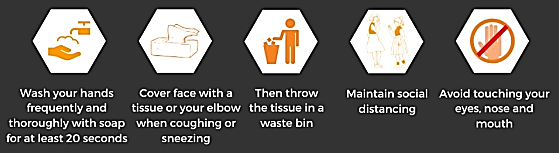 Wash your hands
frequently and
thoroughly with soap
for at least 20 seconds
Cover face with a
tissue or your elbow
when coughing or
sneezing
Then throw
the tissue in a
waste bin
Maintain social
distancing
Avoid touching your
eyes, nose and
mouth